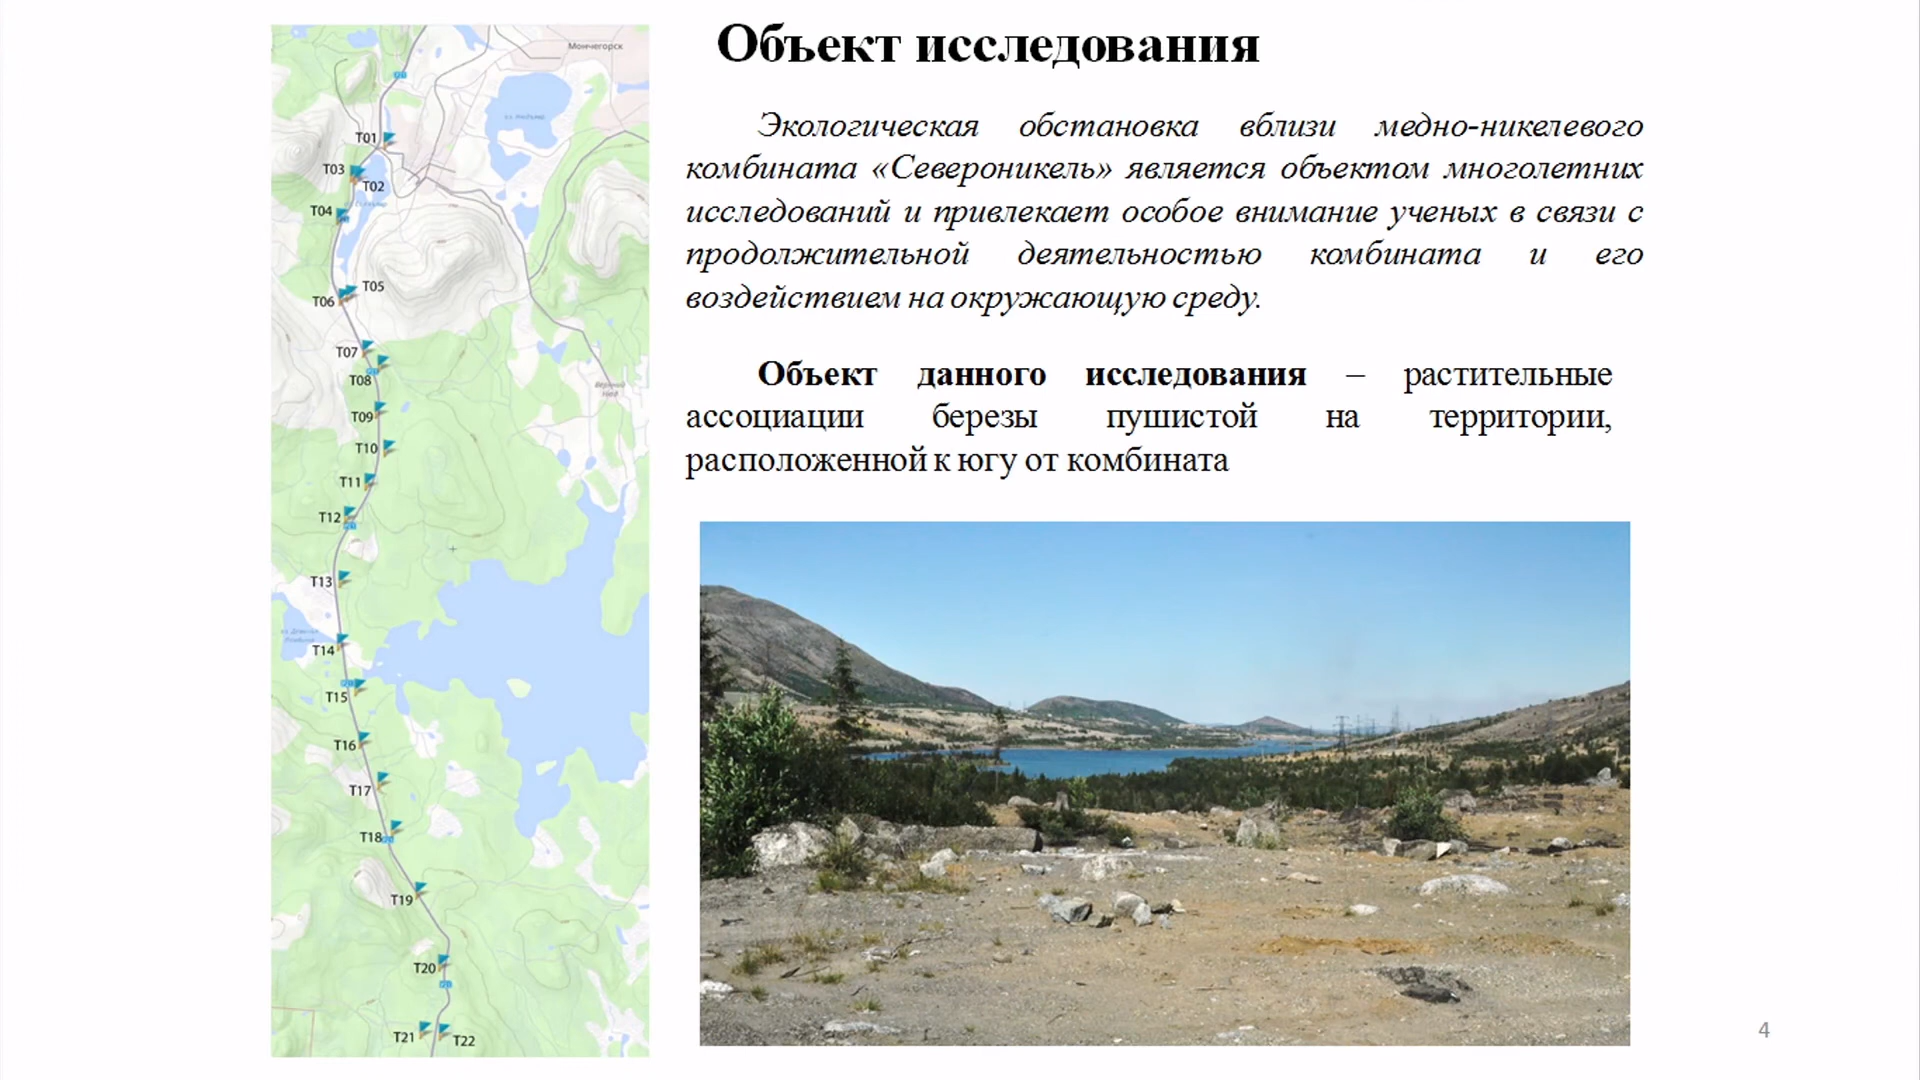 Объект исследования
Экологическая обстановка вблизи медно-никелевого
комбината «Североникель» является объектом многолетних
исследований и привлекает особое внимание ученых в связи с
продолжительной деятельностью комбината и его
воздействием на окружающую среду.
Объект данного исследования – растительные
ассоциации березы пушистой на территории,
расположенной к югу от комбината
Мончегорск
T01
T03
T02
T04
T05
T06
T07
T08
T09
T10
T11
T12
T13
T14
T15
T16
T17
T18
T19
T20
T21
T22
4